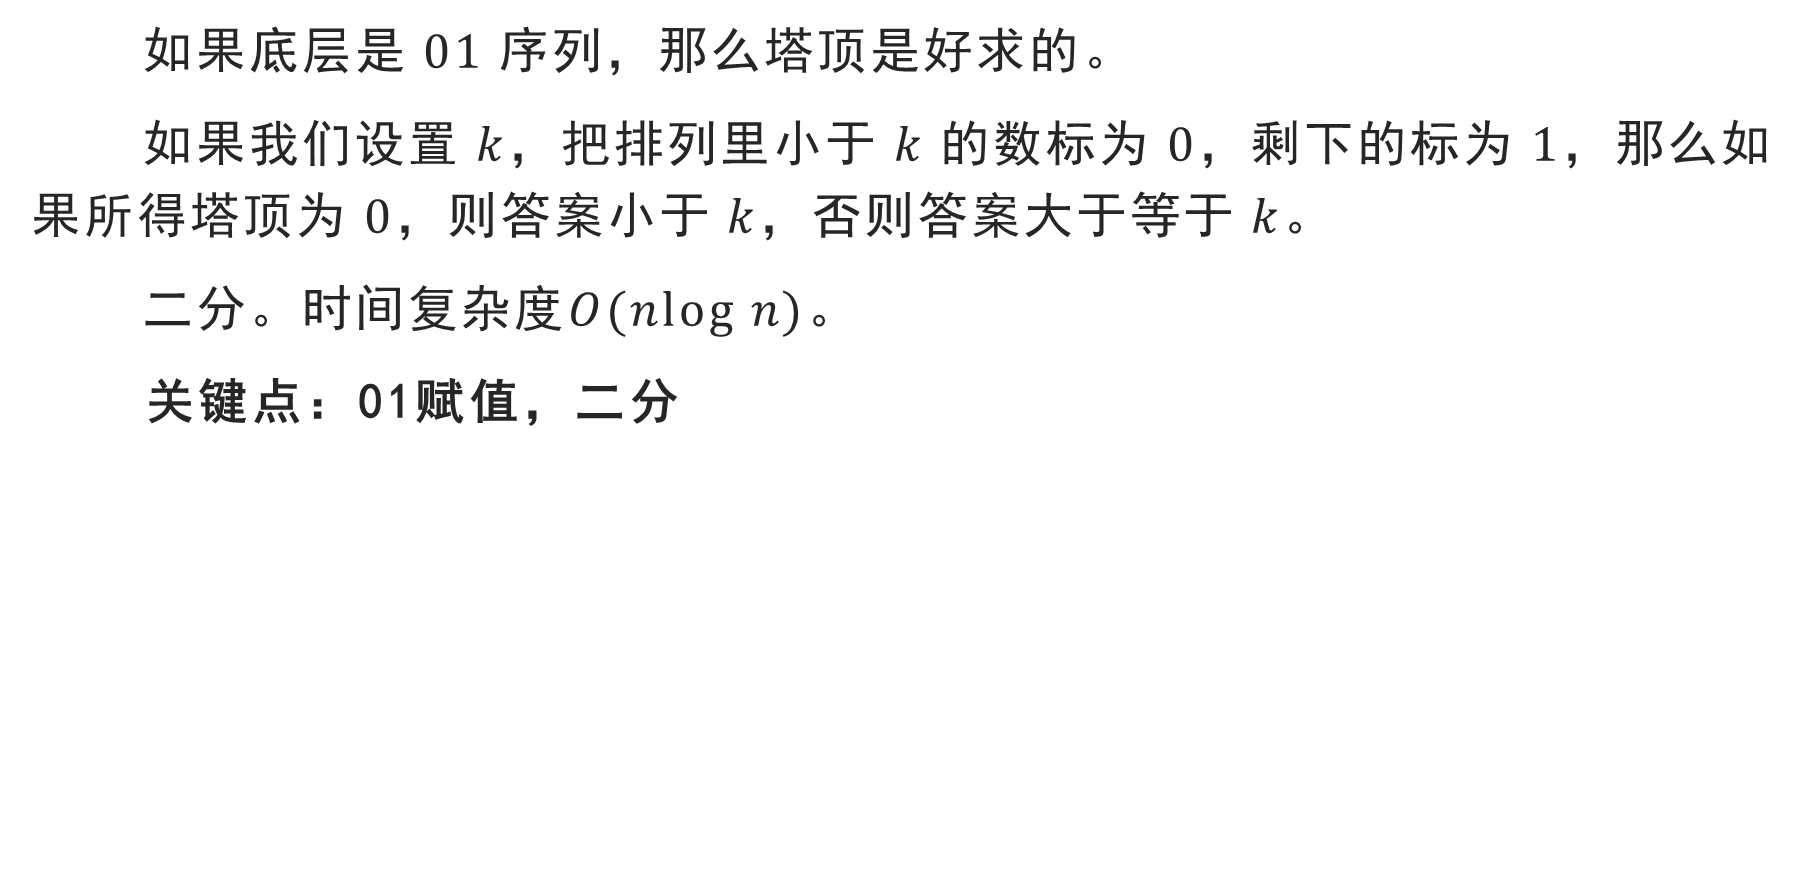 如果底层是 01 序列，那么塔顶是好求的。
如果我们设置 k，把排列里小于 k 的数标为 0，剩下的标为 1，那么如
果所得塔顶为 0，则答案小于 k，否则答案大于等于 k。
二分。时间复杂度O(nlog n)。
关键点：01赋值，二分